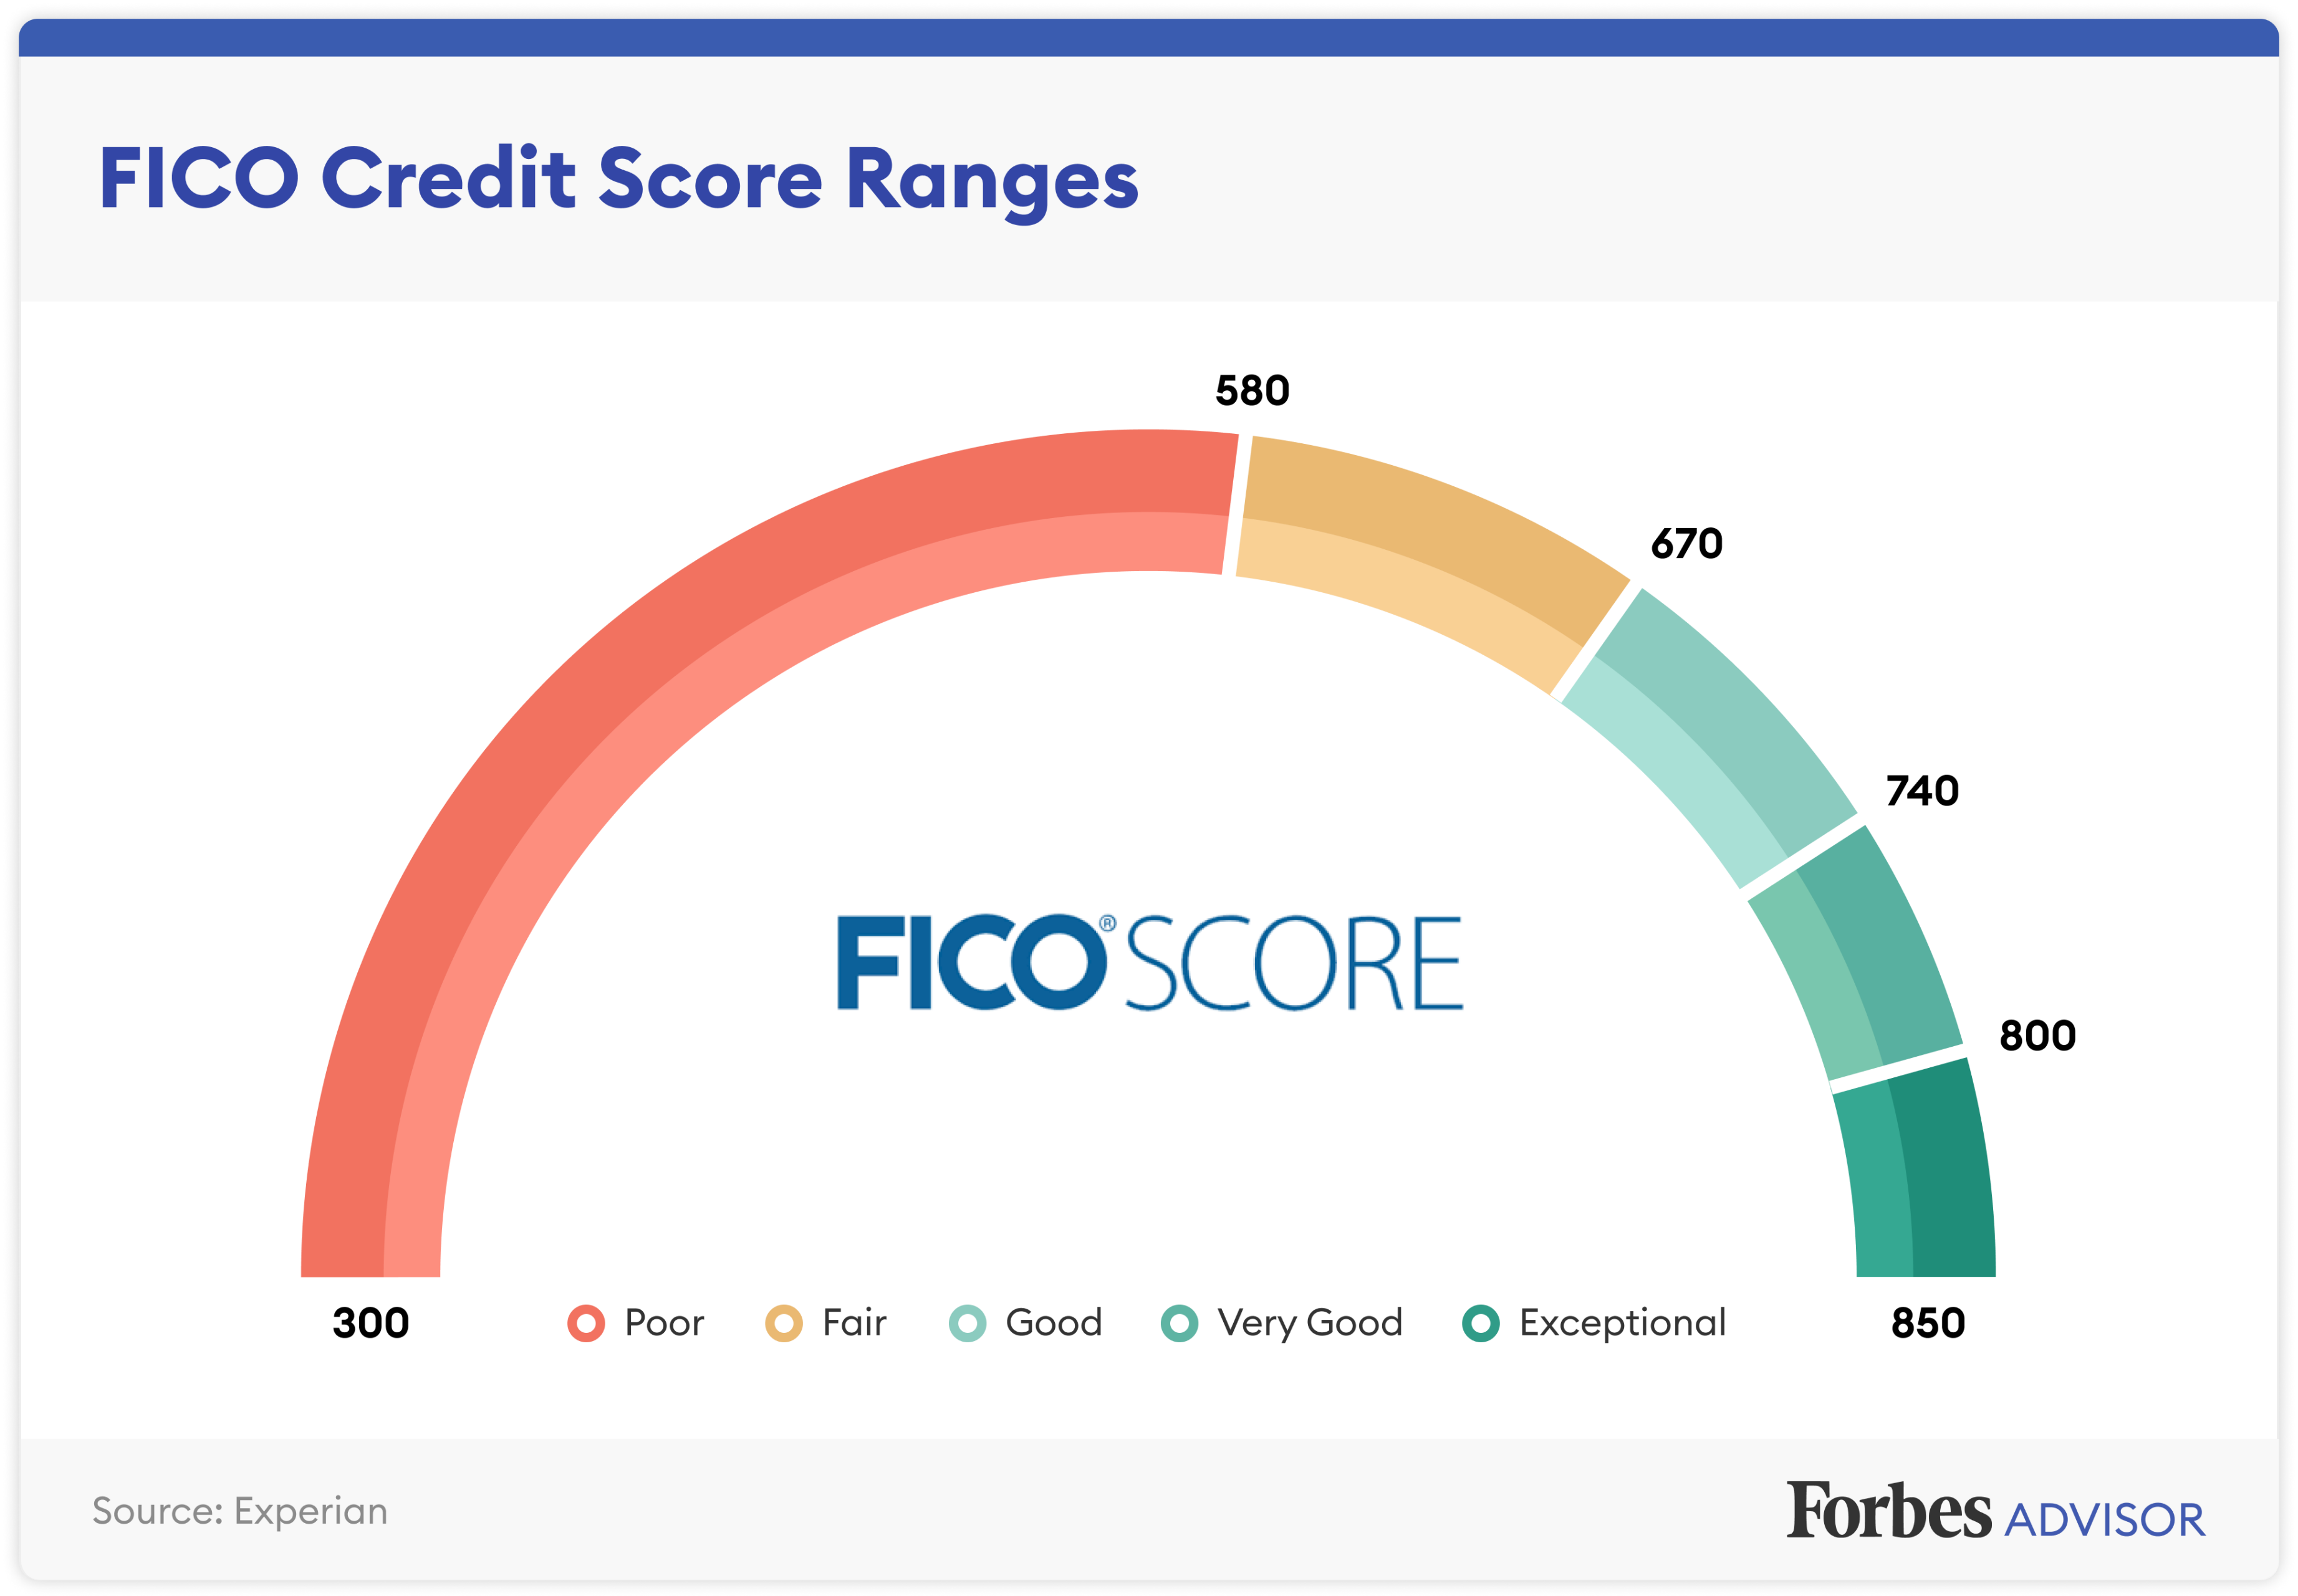 FICO Credit Score Ranges
580
670
740
800
FICO® SCORE
300
Poor
Fair
Good
Very Good
Exceptional
850
Source: Experian
Forbes ADVISOR